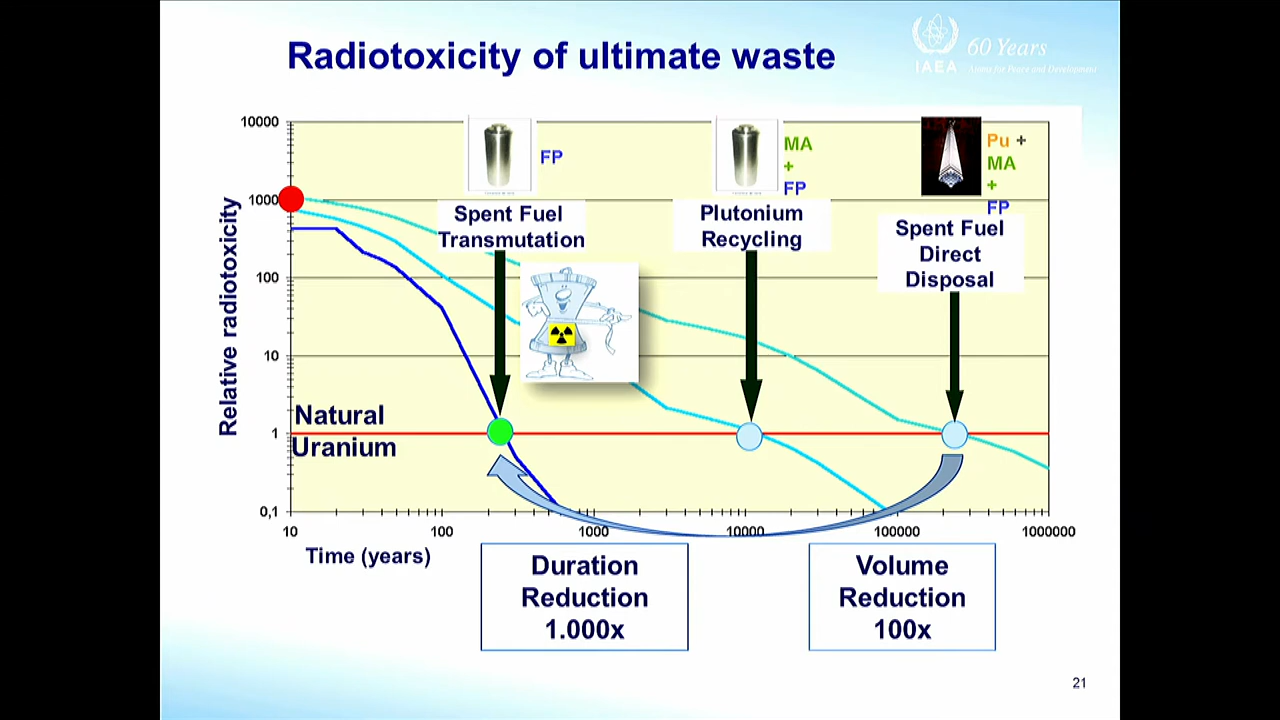 Radiotoxicity of ultimate waste
60 Years
IAEA Atoms for Peace and Development
10000
1000
100
10
1
0,1
Relative radiotoxicity
FP
Spent Fuel
Transmutation
MA
+
FP
Plutonium
Recycling
Pu +
MA
+
FP
Spent Fuel
Direct
Disposal
Natural
Uranium
10
100
1000
10000
100000
1000000
Time (years)
Duration
Reduction
1.000x
Volume
Reduction
100x
21